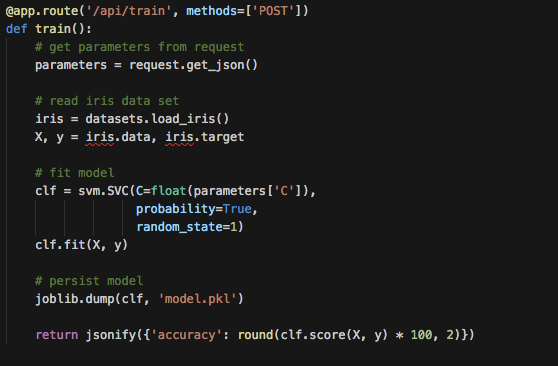 @app.route('/api/train', methods=['POST'])
def train():
# get parameters from request
parameters = request.get_json()
# read iris data set
iris = datasets.load_iris()
X, y = iris.data, iris.target
# fit model
clf = svm.SVC(C=float(parameters['C']),
probability=True,
random_state=1)
clf.fit(X, y)
# persist model
joblib.dump(clf, 'model.pkl')
return jsonify({'accuracy': round(clf.score(X, y) * 100, 2)})